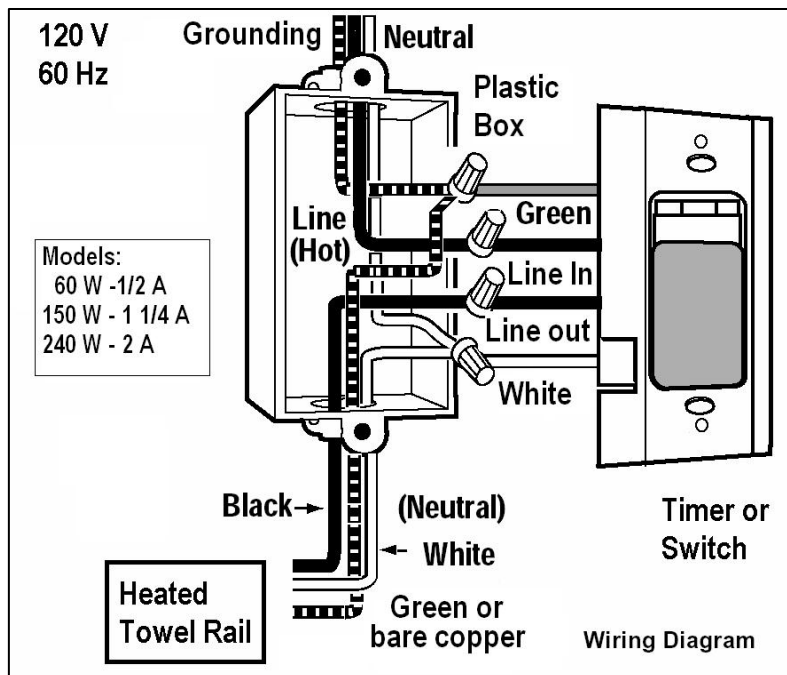 120 V
60 Hz
Grounding
Neutral
Plastic
Box
Line
(Hot)
Green
Line In
Line out
White
Models:
60 W -1/2 A
150 W - 1 1/4 A
240 W - 2 A
Black
(Neutral)
White
Timer or
Switch
Heated
Towel Rail
Green or
bare copper
Wiring Diagram